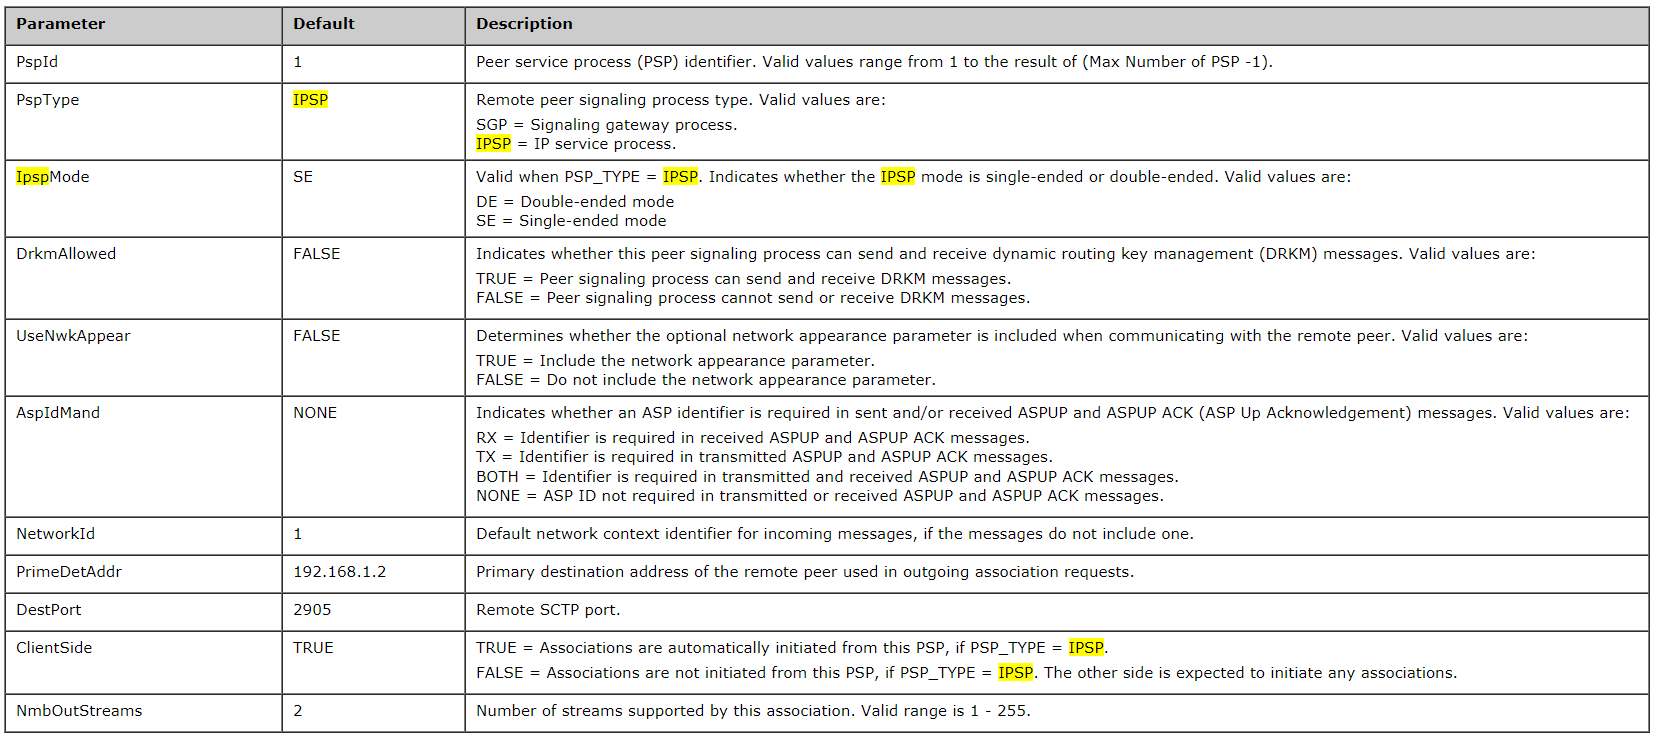 Parameter Default Description
PspId 1 Peer service process (PSP) identifier. Valid values range from 1 to the result of (Max Number of PSP -1).
PspType IPSP Remote peer signaling process type. Valid values are:
SGP = Signaling gateway process.
IPSP = IP service process.
IpspMode SE Valid when PSP_TYPE = IPSP. Indicates whether the IPSP mode is single-ended or double-ended. Valid values are:
DE = Double-ended mode
SE = Single-ended mode
DrkmAllowed FALSE Indicates whether this peer signaling process can send and receive dynamic routing key management (DRKM) messages. Valid values are:
TRUE = Peer signaling process can send and receive DRKM messages.
FALSE = Peer signaling process cannot send or receive DRKM messages.
UseNwkAppear FALSE Determines whether the optional network appearance parameter is included when communicating with the remote peer. Valid values are:
TRUE = Include the network appearance parameter.
FALSE = Do not include the network appearance parameter.
AspIdMand NONE Indicates whether an ASP identifier is required in sent and/or received ASPUP and ASPUP ACK (ASP Up Acknowledgement) messages. Valid values are:
RX = Identifier is required in received ASPUP and ASPUP ACK messages.
TX = Identifier is required in transmitted ASPUP and ASPUP ACK messages.
BOTH = Identifier is required in transmitted and received ASPUP and ASPUP ACK messages.
NONE = ASP ID not required in transmitted or received ASPUP and ASPUP ACK messages.
NetworkId 1 Default network context identifier for incoming messages, if the messages do not include one.
PrimeDetAddr 192.168.1.2 Primary destination address of the remote peer used in outgoing association requests.
DestPort 2905 Remote SCTP port.
ClientSide TRUE TRUE = Associations are automatically initiated from this PSP, if PSP_TYPE = IPSP.
FALSE = Associations are not initiated from this PSP, if PSP_TYPE = IPSP. The other side is expected to initiate any associations.
NmbOutStreams 2 Number of streams supported by this association. Valid range is 1 - 255.